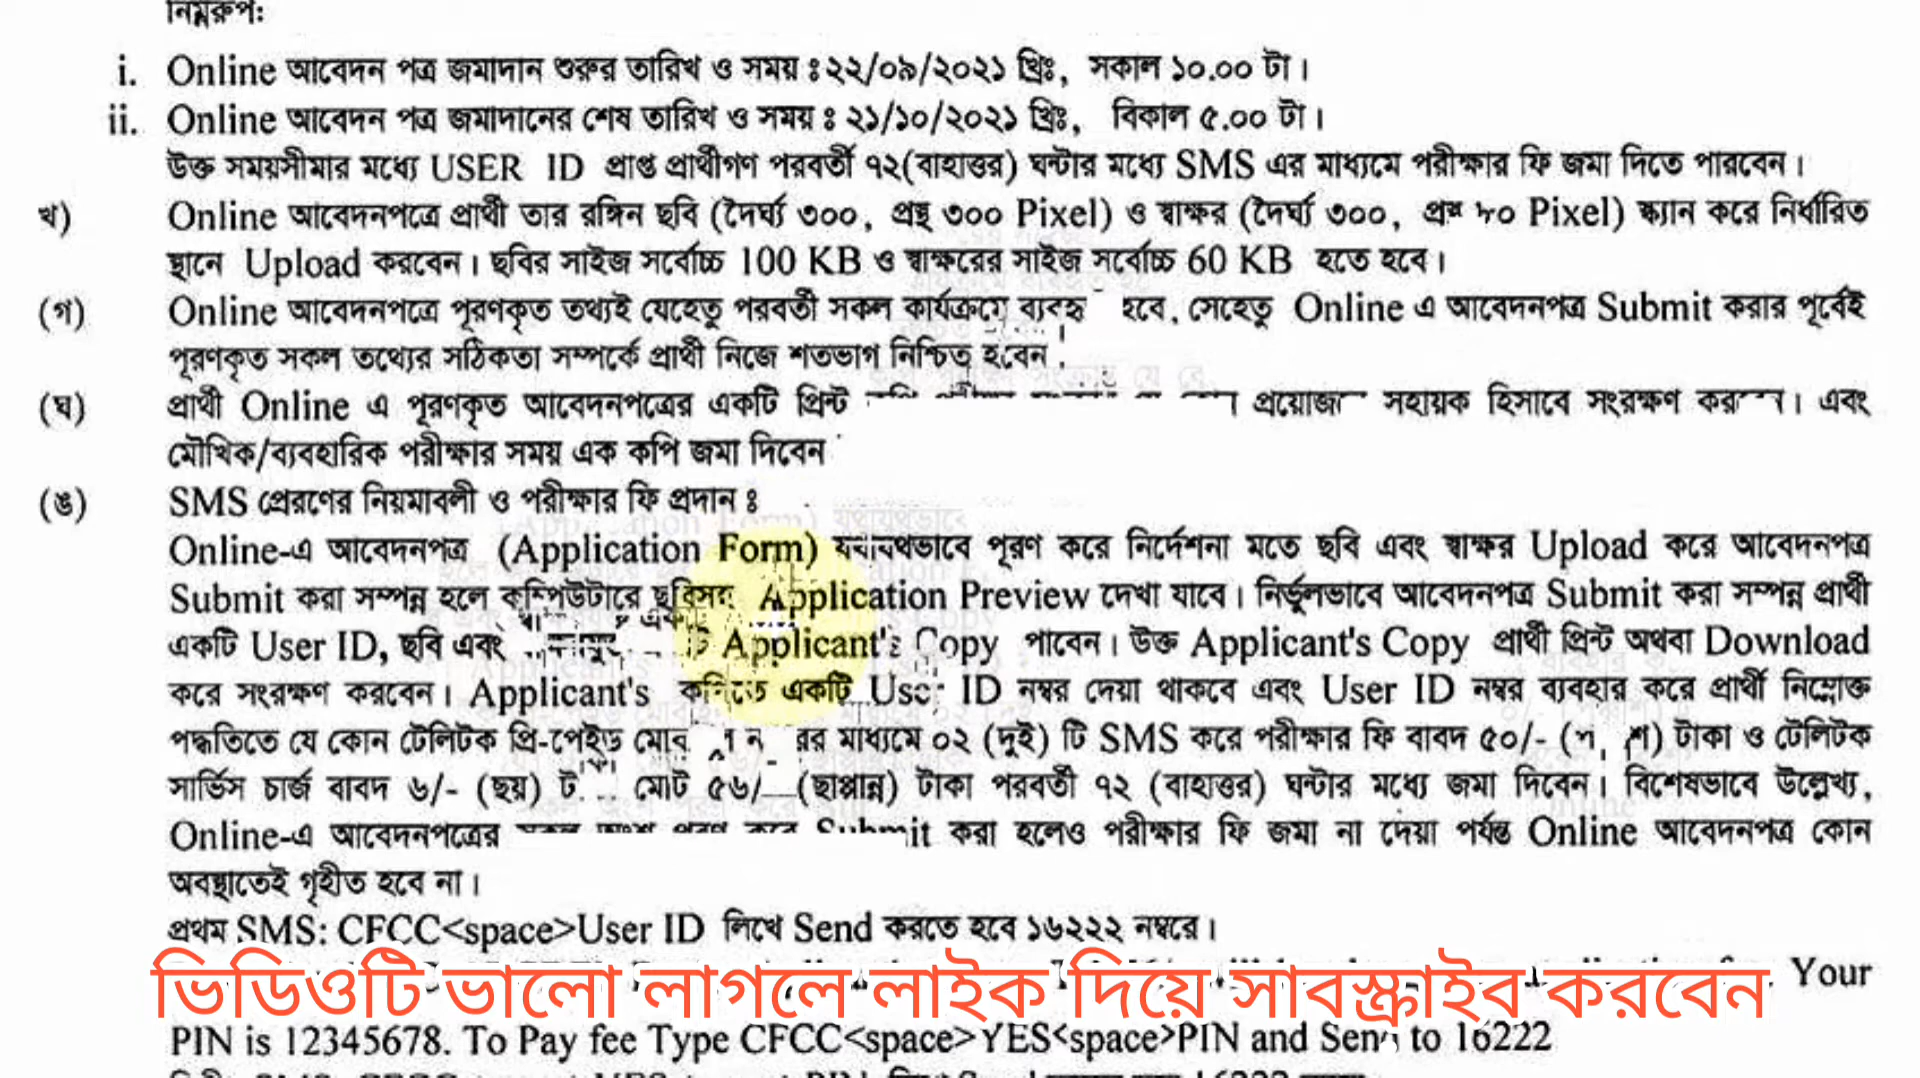 নিম্নরুপঃ
i. Online আবেদন পত্র জমাদান শুরুর তারিখ ও সময় ঃ ২২/০৯/২০২১ খ্রিঃ, সকাল ১০.০০ টা।
ii. Online আবেদন পত্র জমাদানের শেষ তারিখ ও সময় ঃ ২১/১০/২০২১ খ্রিঃ, বিকাল ৫.০০ টা।
উক্ত সময়সীমার মধ্যে USER ID প্রাপ্ত প্রার্থীগণ পরবর্তী ৭২(বাহাত্তর) ঘন্টার মধ্যে SMS এর মাধ্যমে পরীক্ষার ফি জমা দিতে পারবেন।
খ) Online আবেদনপত্রে প্রার্থী তার রঙ্গিন ছবি (দৈর্ঘ্য ৩০০, প্রস্থ ৩০০ Pixel) ও স্বাক্ষর (দৈর্ঘ্য ৩০০, প্রস্থ ৮০ Pixel) স্ক্যান করে নির্ধারিত
স্থানে Upload করবেন। ছবির সাইজ সর্বোচ্চ 100 KB ও স্বাক্ষরের সাইজ সর্বোচ্চ 60 KB হতে হবে।
(গ) Online আবেদনপত্রে পূরণকৃত তথ্যই যেহেতু পরবর্তী সকল কার্যক্রমে হবে, সেহেতু Online এ আবেদনপত্র Submit করার পূর্বেই
পূরণকৃত সকল তথ্যের সঠিকতা সম্পর্কে প্রার্থী নিজে শতভাগ নিশ্চিত হবেন।
(ঘ) প্রার্থী Online এ পূরণকৃত আবেদনপত্রের একটি প্রিন্ট সহায়ক হিসাবে সংরক্ষণ এবং
মৌখিক/ব্যবহারিক পরীক্ষার সময় এক কপি জমা দিবেন
(ঙ) SMS প্রেরণের নিয়মাবলী ও পরীক্ষার ফি প্রদান ঃ
Online-এ আবেদনপত্র (Application Form) যথাযথভাবে পূরণ করে নির্দেশনা মতে ছবি এবং স্বাক্ষর Upload করে আবেদনপত্র
Submit করা সম্পন্ন হলে কম্পিউটারে ছবিসহ Application Preview দেখা যাবে। নির্ভুলভাবে আবেদনপত্র Submit করা সম্পন্ন প্রার্থী
একটি User ID, ছবি এবং Applicant's Copy পাবেন। উক্ত Applicant's Copy প্রার্থী প্রিন্ট অথবা Download
করে সংরক্ষণ করবেন। Applicant's কপিতে একটি User ID নম্বর দেয়া থাকবে এবং User ID নম্বর ব্যবহার করে প্রার্থী নিম্নোক্ত
পদ্ধতিতে যে কোন টেলিটক প্রি-পেইড মাধ্যমে ০২ (দুই) টি SMS করে পরীক্ষার ফি বাবদ ৫০/- টাকা ও টেলিটক
সার্ভিস চার্জ বাবদ ৬/- (ছয়) মোট ৫৬/- (ছাপ্পান্ন) টাকা পরবর্তী ৭২ (বাহাত্তর) ঘন্টার মধ্যে জমা দিবেন। বিশেষভাবে উল্লেখ্য,
Online-এ আবেদনপত্রের Submit করা হলেও পরীক্ষার ফি জমা না দেয়া পর্যন্ত Online আবেদনপত্র কোন
অবস্থাতেই গৃহীত হবে না।
প্রথম SMS: CFCC<space>User ID লিখে Send করতে হবে ১৬২২২ নম্বরে।
Your
ভিডিওটি ভালো লাগলে লাইক দিয়ে সাবস্ক্রাইব করবেন
PIN is 12345678. To Pay fee Type CFCC<space>YES<space>PIN and Send to 16222